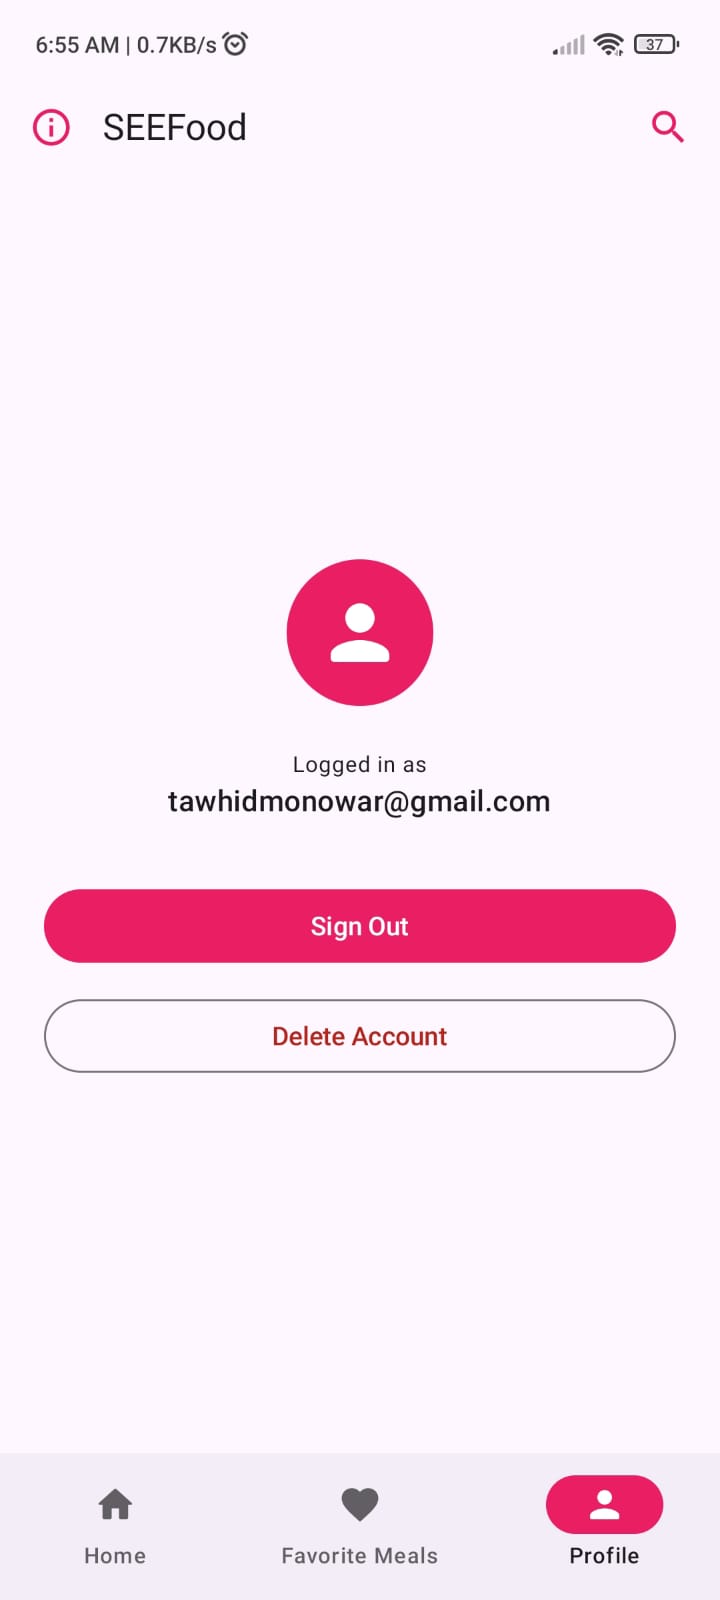 6:55 AM | 0.7KB/s
37
SEEFood
Logged in as
tawhidmonowar@gmail.com
Sign Out
Delete Account
Home
Favorite Meals
Profile